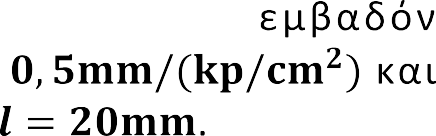 εμβαδόν
0,5mm/(kp/cm²) και
l = 20mm.